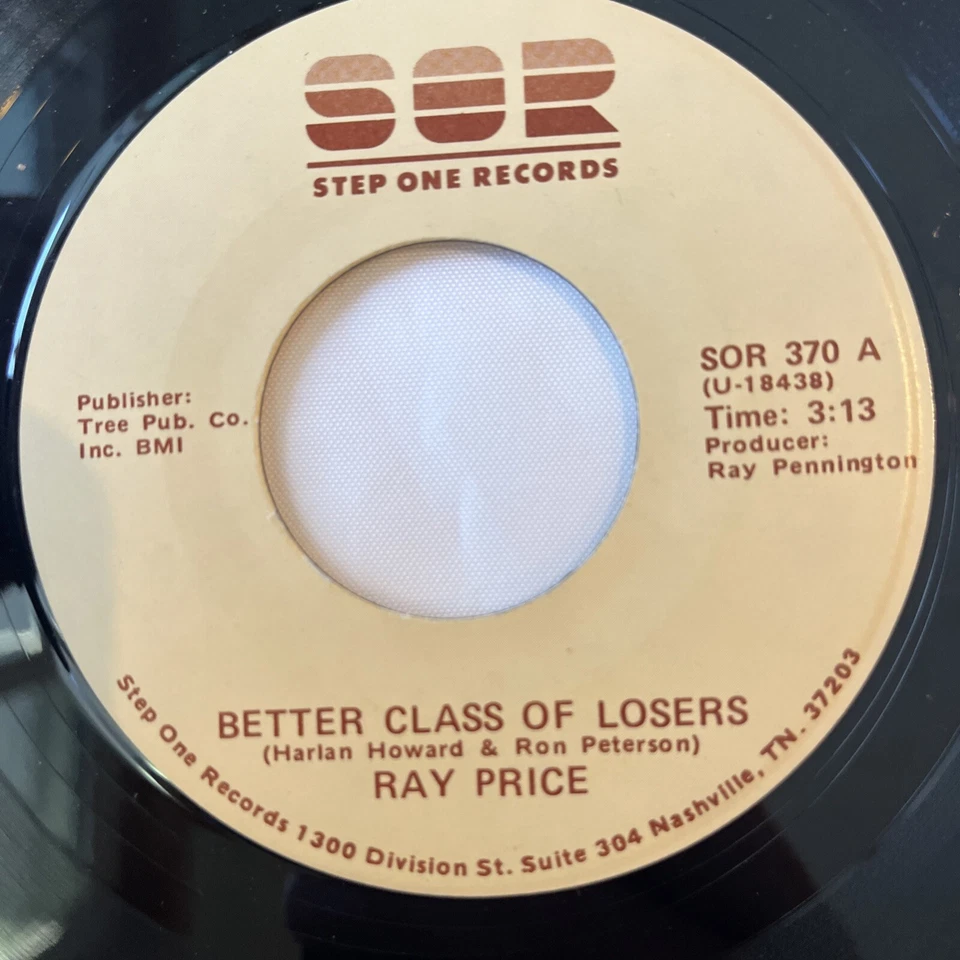 SOR
STEP ONE RECORDS
Publisher:
Tree Pub. Co.
Inc. BMI
SOR 370 A
(U-18438)
Time: 3:13
Producer:
Ray Pennington
BETTER CLASS OF LOSERS
(Harlan Howard & Ron Peterson)
RAY PRICE
Step One Records 1300 Division St. Suite 304 Nashville, TN. 37203